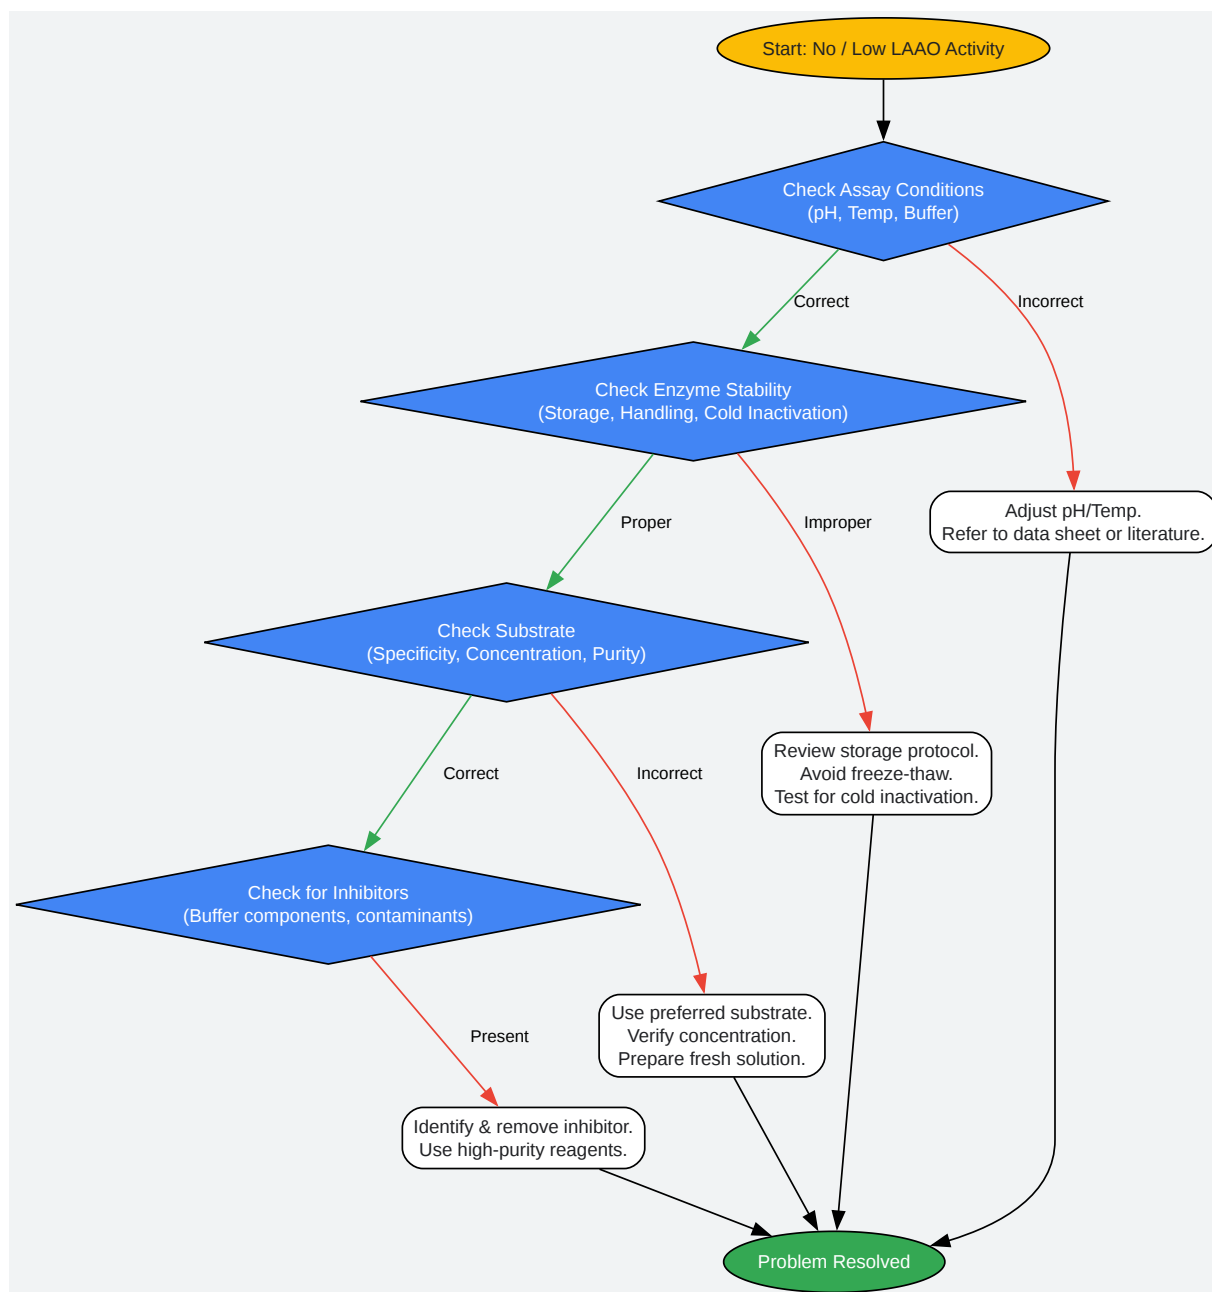 Start: No / Low LAAO Activity
Check Assay Conditions
(pH, Temp, Buffer)
Correct
Incorrect
Check Enzyme Stability
(Storage, Handling, Cold Inactivation)
Proper
Improper
Adjust pH/Temp.
Refer to data sheet or literature.
Check Substrate
(Specificity, Concentration, Purity)
Correct
Incorrect
Review storage protocol.
Avoid freeze-thaw.
Test for cold inactivation.
Check for Inhibitors
(Buffer components, contaminants)
Present
Use preferred substrate.
Verify concentration.
Prepare fresh solution.
Identify & remove inhibitor.
Use high-purity reagents.
Problem Resolved